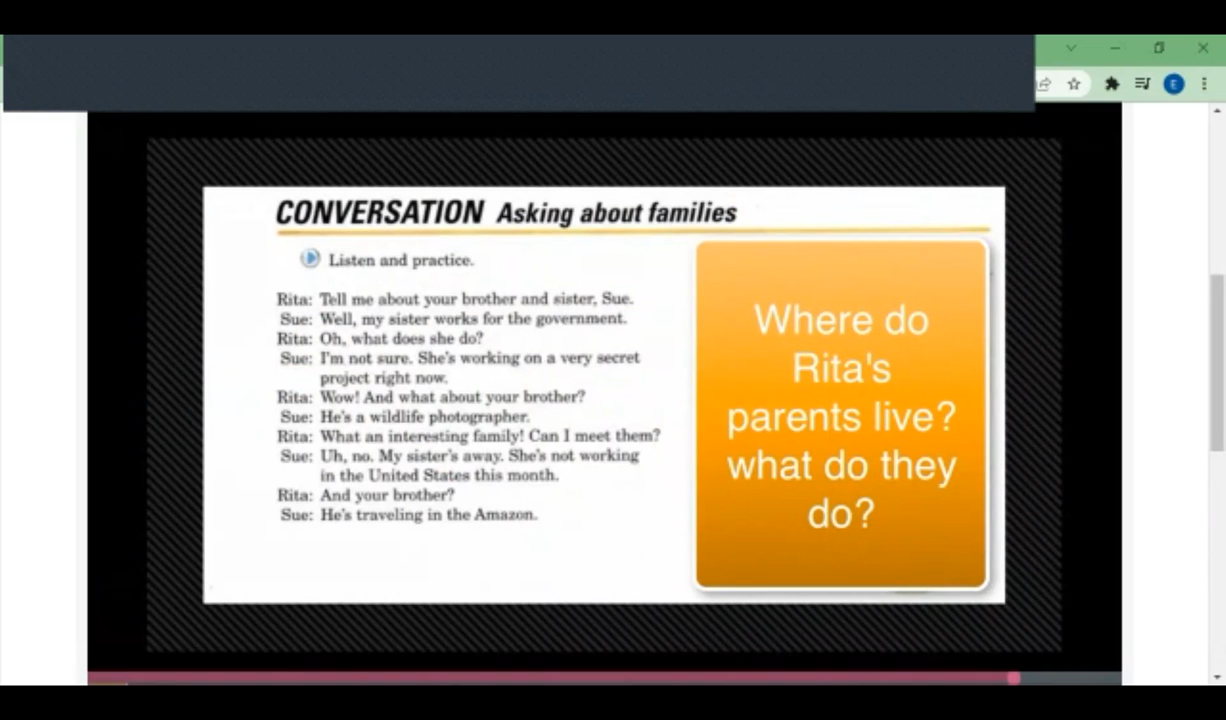 CONVERSATION Asking about families
Listen and practice.
Rita: Tell me about your brother and sister, Sue.
Sue: Well, my sister works for the government.
Rita: Oh, what does she do?
Sue: I'm not sure. She's working on a very secret
project right now.
Rita: Wow! And what about your brother?
Sue: He's a wildlife photographer.
Rita: What an interesting family! Can I meet them?
Sue: Uh, no. My sister's away. She's not working
in the United States this month.
Rita: And your brother?
Sue: He's traveling in the Amazon.
Where do
Rita's
parents live?
what do they
do?
E